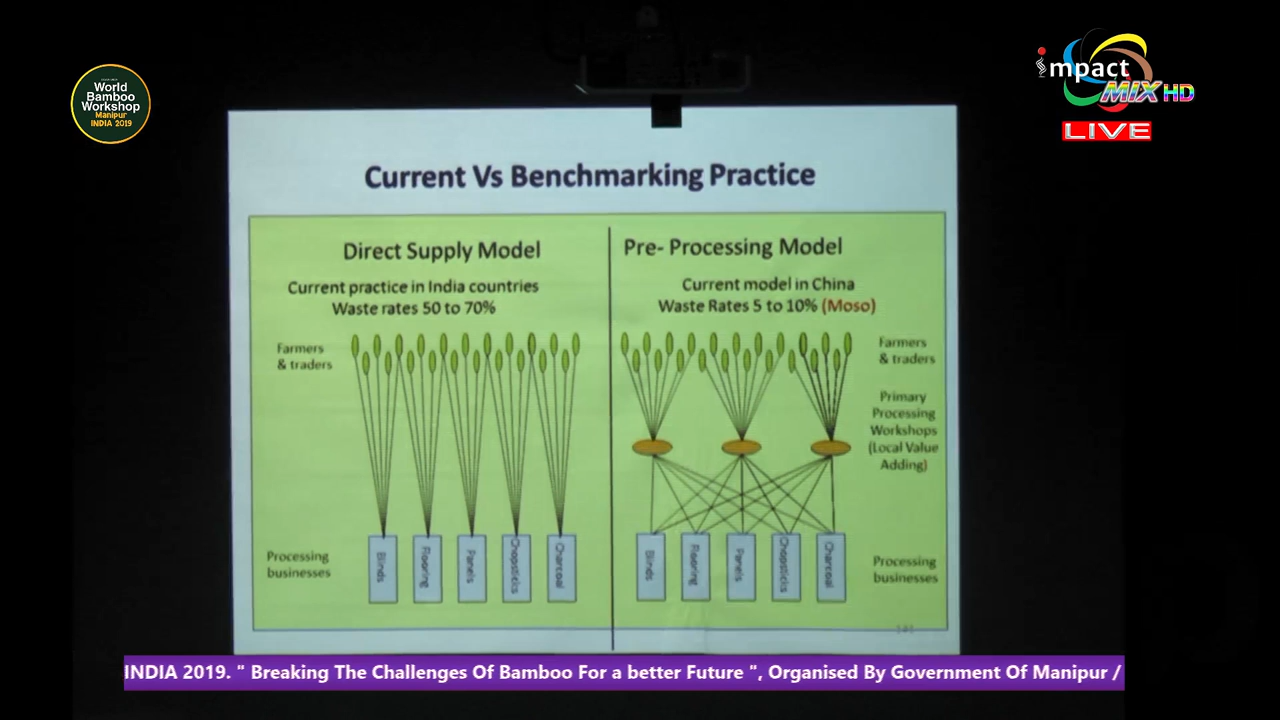 World
Bamboo
Workshop
Manipur
INDIA 2019
impact
MIX HD
LIVE
Current Vs Benchmarking Practice
Direct Supply Model
Current practice in India countries
Waste rates 50 to 70%
Farmers
& traders
Processing
businesses
Blinds
Flooring
Panels
Chopsticks
Charcoal
Pre- Processing Model
Current model in China
Waste Rates 5 to 10% (Moso)
Farmers
& traders
Primary
Processing
Workshops
(Local Value
Adding)
Blinds
Flooring
Panels
Chopsticks
Charcoal
Processing
businesses
INDIA 2019. " Breaking The Challenges Of Bamboo For a better Future ", Organised By Government Of Manipur /